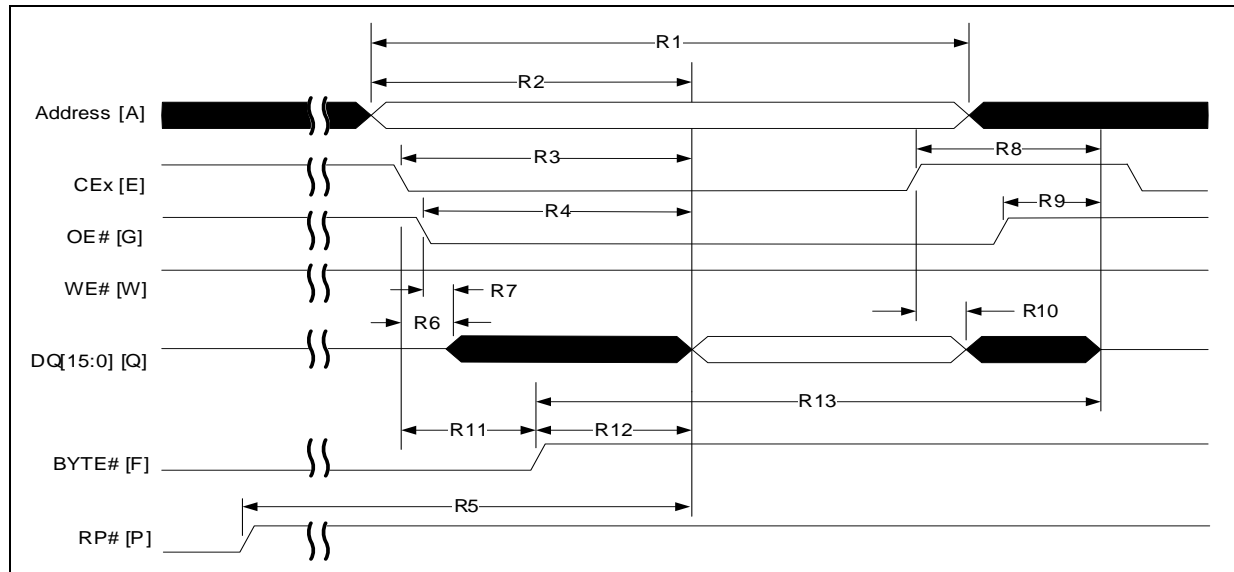 R1
R2
Address [A]
R3
R8
CEx [E]
R4
R9
OE# [G]
WE# [W]
R7
R6
R10
DQ[15:0] [Q]
R13
R11
R12
BYTE# [F]
R5
RP# [P]